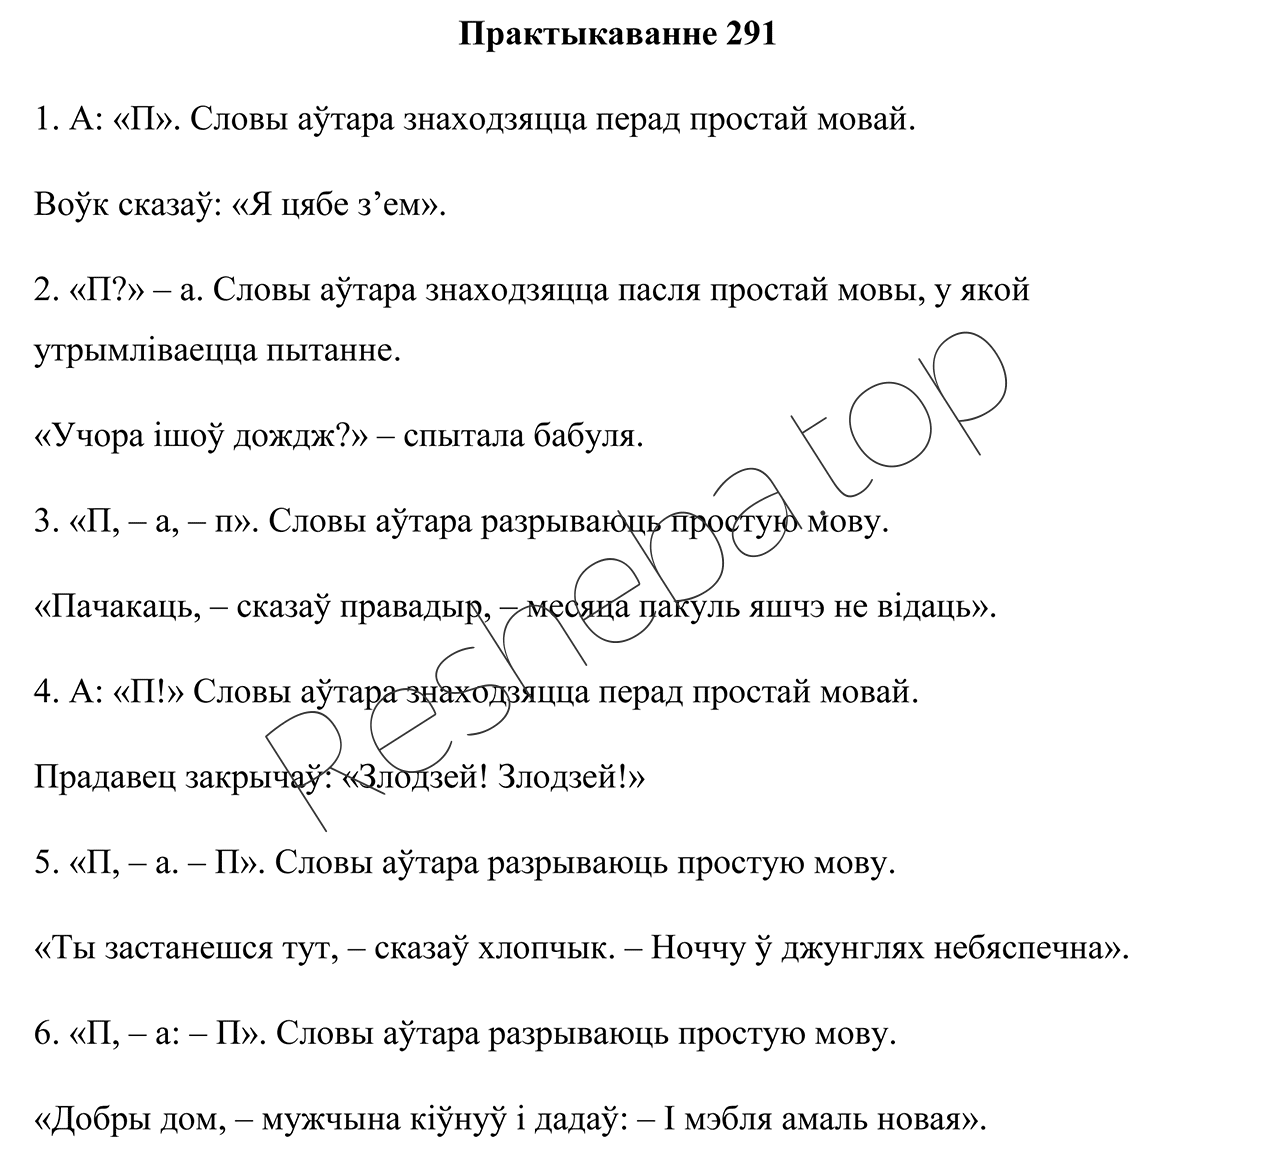 Практыкаванне 291
1. А: «П». Словы аўтара знаходзяцца перад простай мовай.
Воўк сказаў: «Я цябе з’ем».
2. «П?» – а. Словы аўтара знаходзяцца пасля простай мовы, у якой
утрымліваецца пытанне.
«Учора ішоў дождж?» – спытала бабуля.
3. «П, – а, – п». Словы аўтара разрываюць простую мову.
«Пачакаць, – сказаў правадыр, – месяца пакуль яшчэ не відаць».
4. А: «П!» Словы аўтара знаходзяцца перад простай мовай.
Прадавец закрычаў: «Злодзей! Злодзей!»
5. «П, – а. – П». Словы аўтара разрываюць простую мову.
«Ты застанешся тут, – сказаў хлопчык. – Ноччу ў джунглях небяспечна».
6. «П, – а: – П». Словы аўтара разрываюць простую мову.
«Добры дом, – мужчына кіўнуў і дадаў: – І мэбля амаль новая».
Resheba.top